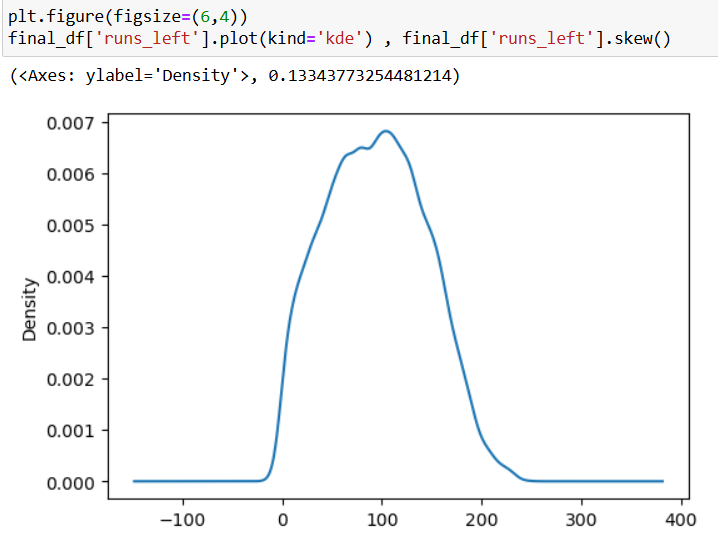 plt.figure(figsize=(6,4))
final_df['runs_left'].plot(kind='kde') , final_df['runs_left'].skew()
(<Axes: ylabel='Density'>, 0.13343773254481214)
0.007
0.006
0.005
0.004
0.003
0.002
0.001
0.000
Density
−100 0 100 200 300 400